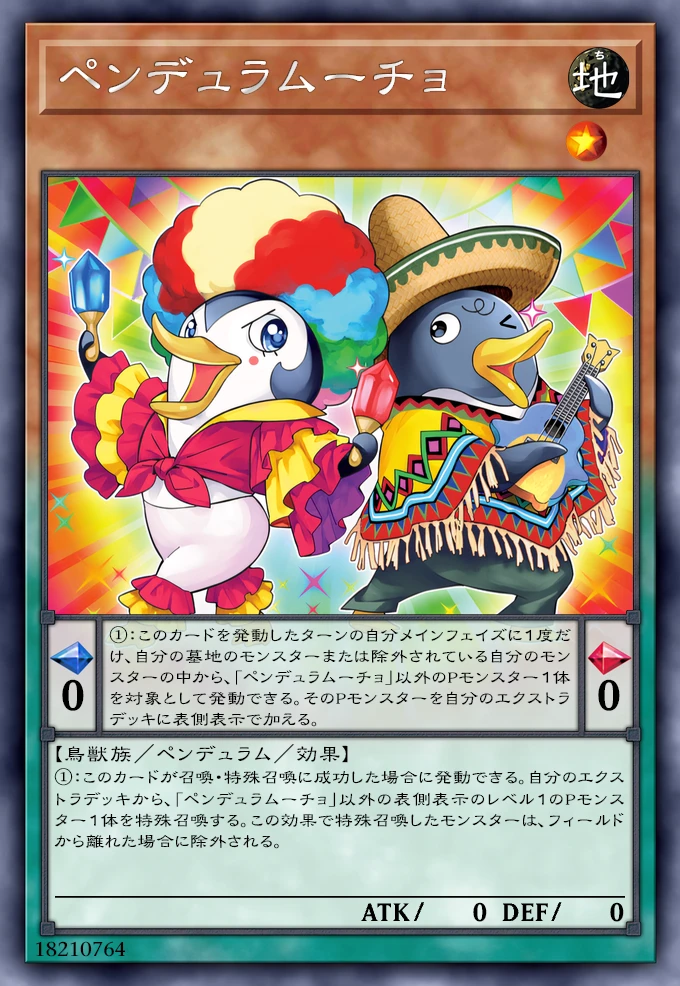 ペンデュラムーチョ
ち
地
①：このカードを発動したターンの自分メインフェイズに１度だ
け、自分の墓地のモンスターまたは除外されている自分のモン
スターの中から、「ペンデュラムーチョ」以外のPモンスター１体
を対象として発動できる。そのPモンスターを自分のエクストラ
デッキに表側表示で加える。
0
0
【鳥獣族／ペンデュラム／効果】
①：このカードが召喚・特殊召喚に成功した場合に発動できる。自分のエクス
トラデッキから、「ペンデュラムーチョ」以外の表側表示のレベル１のPモンス
ター１体を特殊召喚する。この効果で特殊召喚したモンスターは、フィールド
から離れた場合に除外される。
ATK/ 0 DEF/ 0
18210764